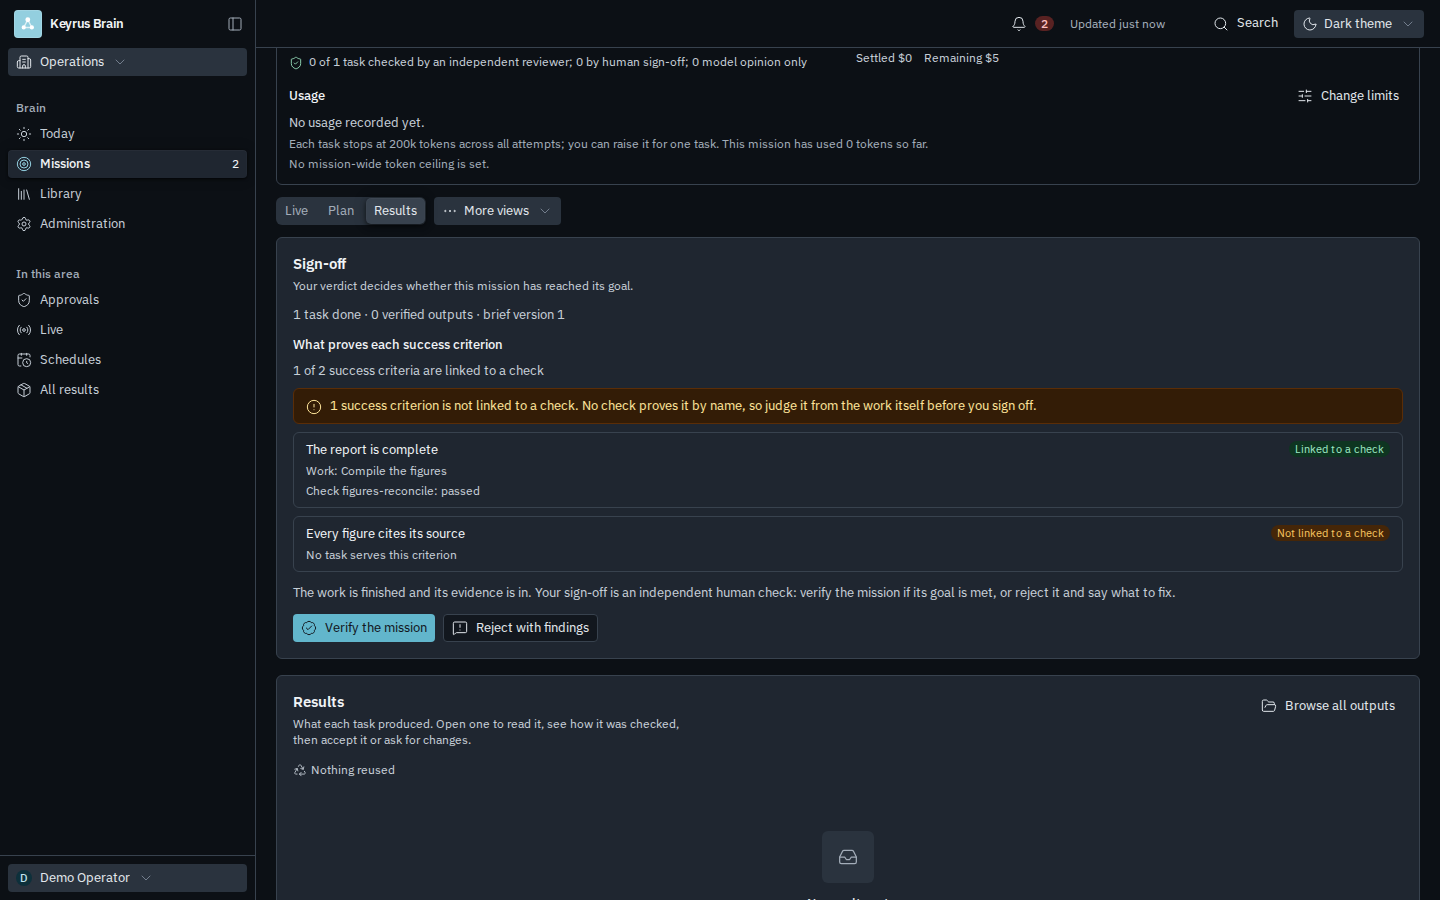 Keyrus Brain
2
Updated just now
Search
Dark theme
Operations
Brain
Today
Missions 2
Library
Administration
In this area
Approvals
Live
Schedules
All results
D Demo Operator
0 of 1 task checked by an independent reviewer; 0 by human sign-off; 0 model opinion only
Settled $0 Remaining $5
Usage
Change limits
No usage recorded yet.
Each task stops at 200k tokens across all attempts; you can raise it for one task. This mission has used 0 tokens so far.
No mission-wide token ceiling is set.
Live Plan Results More views
Sign-off
Your verdict decides whether this mission has reached its goal.
1 task done · 0 verified outputs · brief version 1
What proves each success criterion
1 of 2 success criteria are linked to a check
1 success criterion is not linked to a check. No check proves it by name, so judge it from the work itself before you sign off.
The report is complete
Linked to a check
Work: Compile the figures
Check figures-reconcile: passed
Every figure cites its source
Not linked to a check
No task serves this criterion
The work is finished and its evidence is in. Your sign-off is an independent human check: verify the mission if its goal is met, or reject it and say what to fix.
Verify the mission
Reject with findings
Results
Browse all outputs
What each task produced. Open one to read it, see how it was checked,
then accept it or ask for changes.
Nothing reused